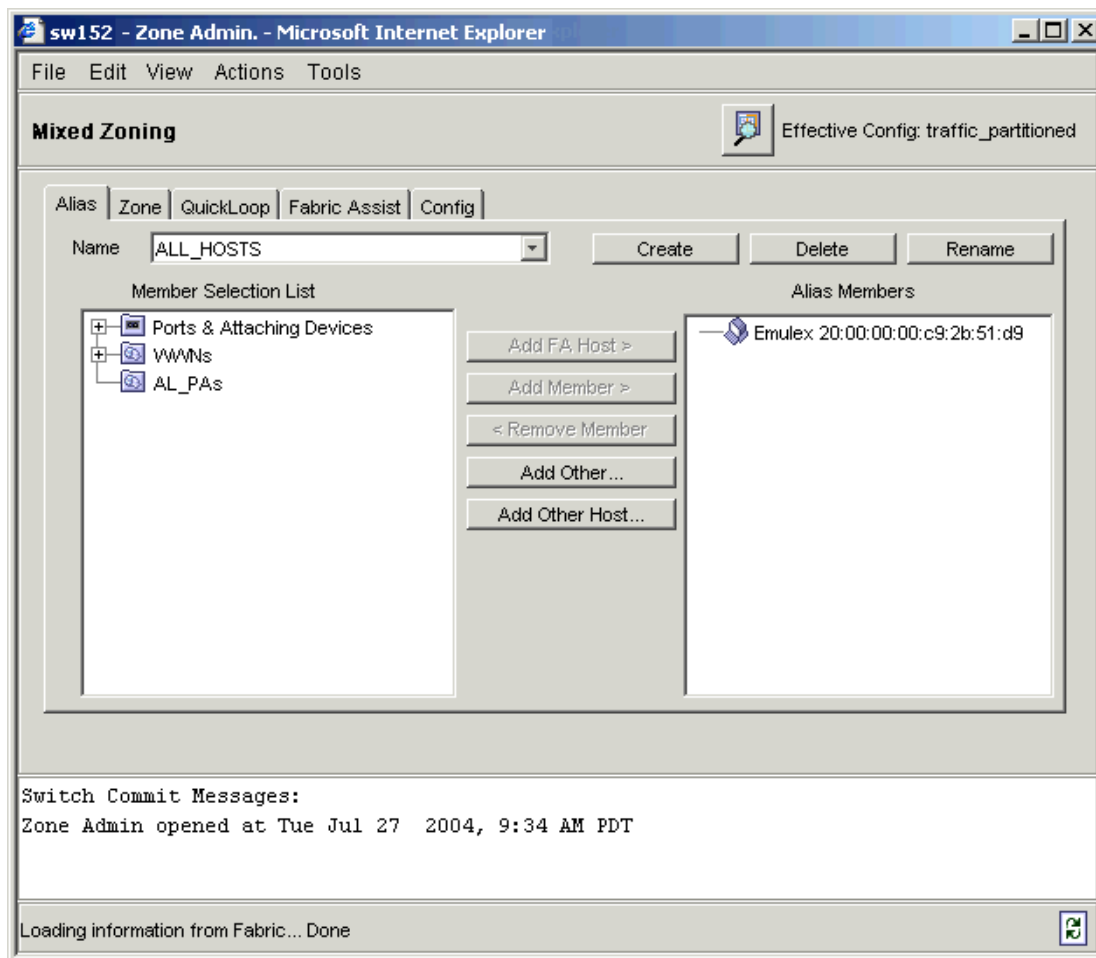 sw152 - Zone Admin. - Microsoft Internet Explorer
File Edit View Actions Tools
Mixed Zoning
Effective Config: traffic_partitioned
Alias Zone QuickLoop Fabric Assist Config
Name ALL_HOSTS Create Delete Rename
Member Selection List
Alias Members
Ports & Attaching Devices
WWNs
AL_PAs
Add FA Host >
Add Member >
< Remove Member
Add Other...
Add Other Host...
Emulex 20:00:00:00:c9:2b:51:d9
Switch Commit Messages:
Zone Admin opened at Tue Jul 27 2004, 9:34 AM PDT
Loading information from Fabric... Done